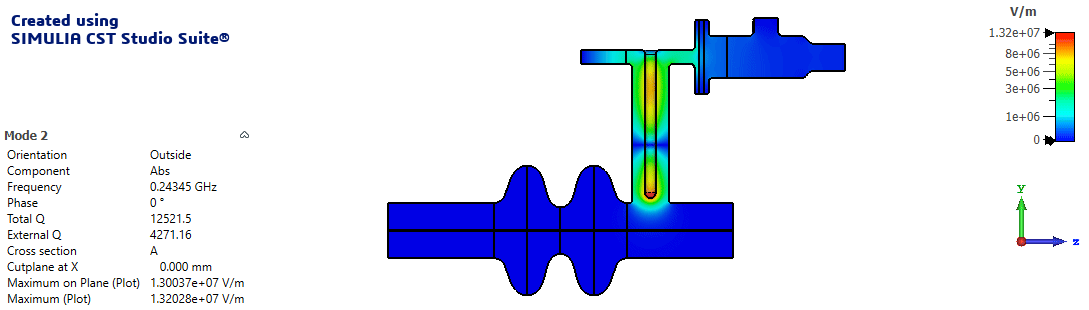 Created using
SIMULIA CST Studio Suite®
V/m
1.32e+07
8e+06
5e+06
3e+06
1e+06
0
Mode 2
Orientation Outside
Component Abs
Frequency 0.24345 GHz
Phase 0 °
Total Q 12521.5
External Q 4271.16
Cross section A
Cutplane at X 0.000 mm
Maximum on Plane (Plot) 1.30037e+07 V/m
Maximum (Plot) 1.32028e+07 V/m
Y
z